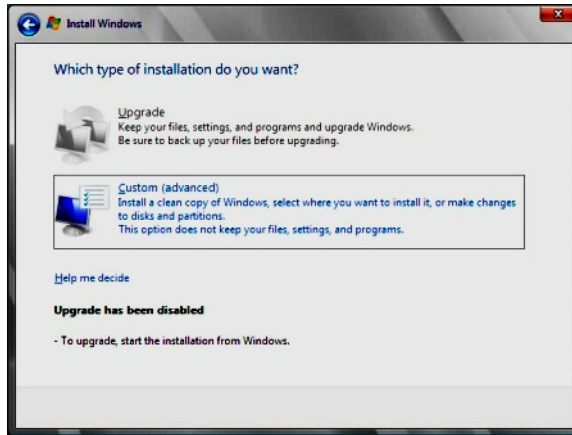 Install Windows
Which type of installation do you want?
Upgrade
Keep your files, settings, and programs and upgrade Windows.
Be sure to back up your files before upgrading.
Custom (advanced)
Install a clean copy of Windows, select where you want to install it, or make changes
to disks and partitions.
This option does not keep your files, settings, and programs.
Help me decide
Upgrade has been disabled
- To upgrade, start the installation from Windows.